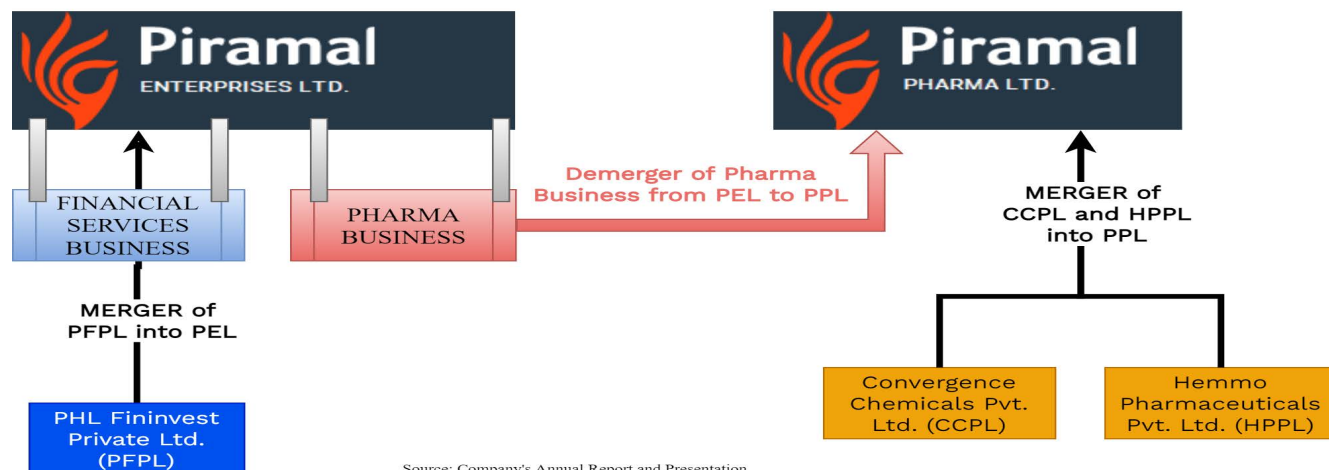 Piramal
ENTERPRISES LTD.
Piramal
PHARMA LTD.
FINANCIAL
SERVICES
BUSINESS
PHARMA
BUSINESS
Demerger of Pharma
Business from PEL to PPL
MERGER of
CCPL and HPPL
into PPL
MERGER of
PFPL into PEL
PHL Fininvest
Private Ltd.
(PFPL)
Convergence
Chemicals Pvt.
Ltd. (CCPL)
Hemmo
Pharmaceuticals
Pvt. Ltd. (HPPL)
Source: Company's Annual Report and Presentation